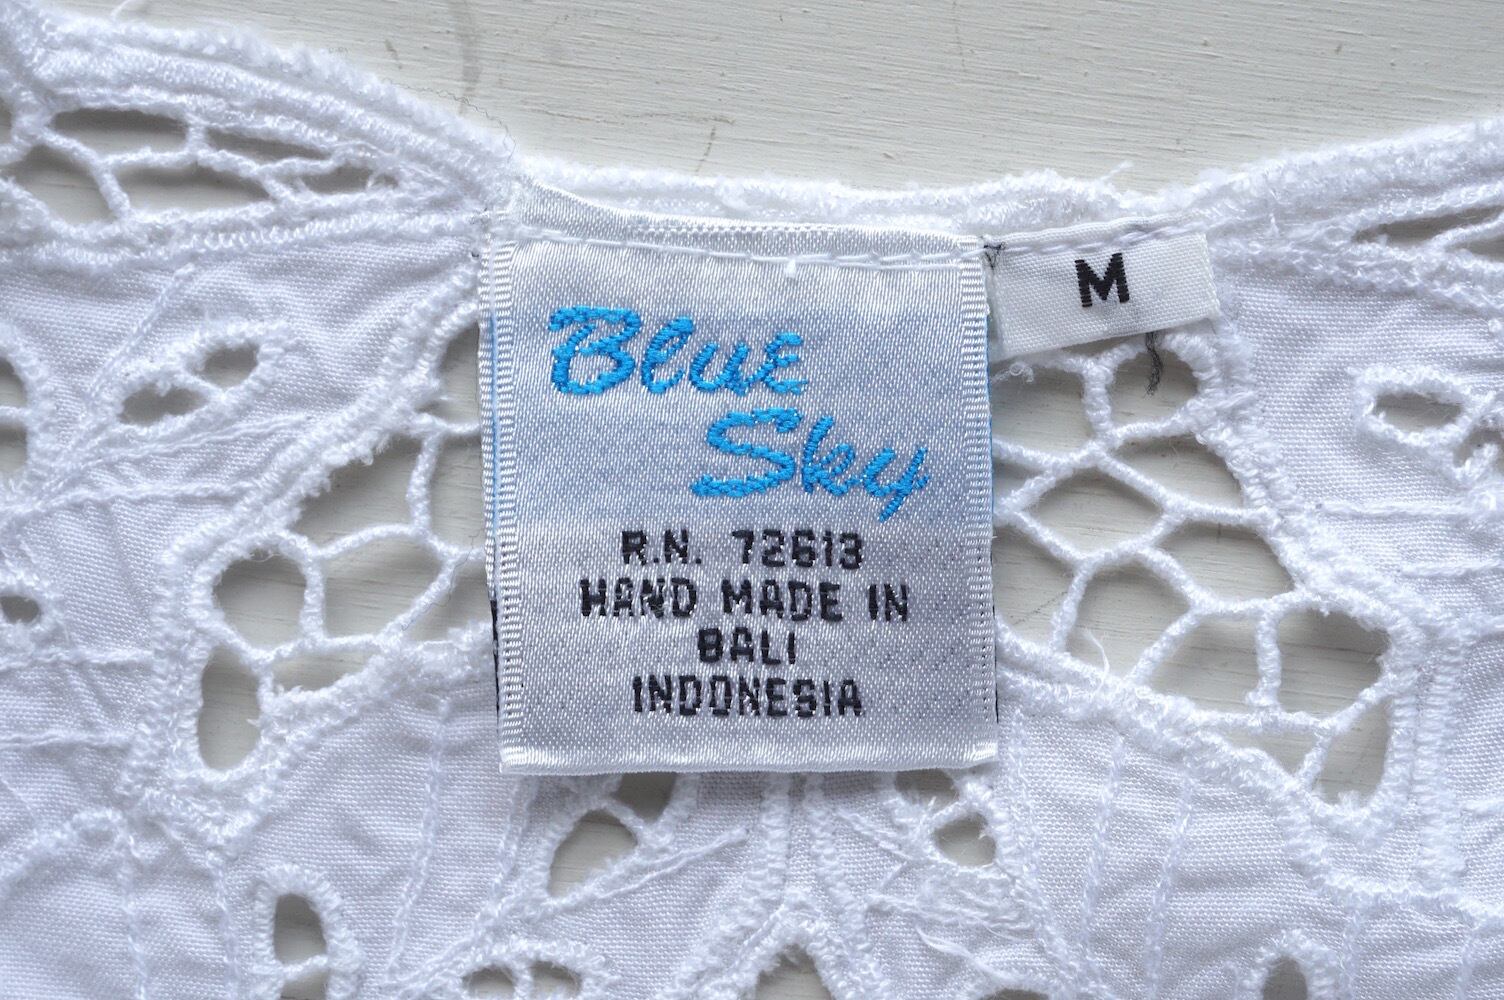 Blue
Sky
R.N. 72613
HAND MADE IN
BALI
INDONESIA
M